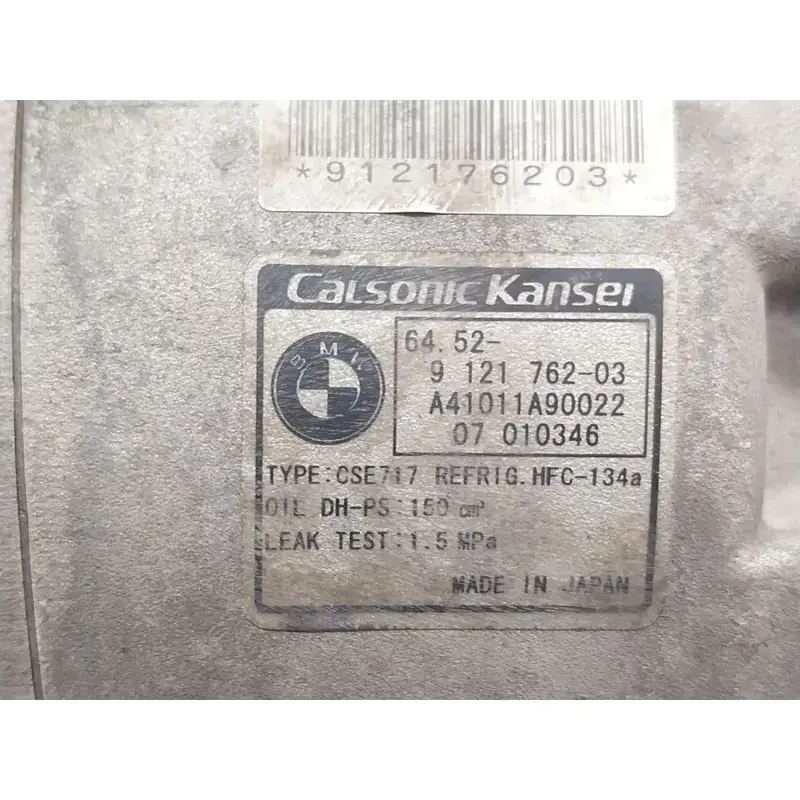 *912176203*
Calsonic Kansei
BMW
64.52-
9 121 762-03
A41011A90022
07 010346
TYPE:CSE717 REFRIG.HFC-134a
OIL DH-PS:150 cm³
LEAK TEST:1.5 MPa
MADE IN JAPAN